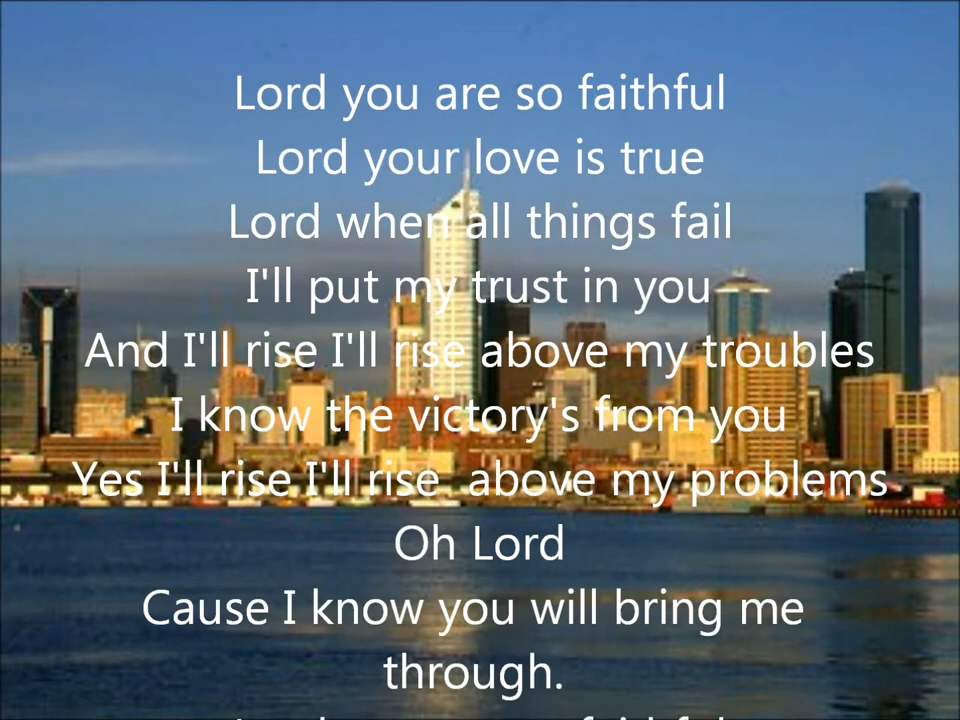 Lord you are so faithful
Lord your love is true
Lord when all things fail
I'll put my trust in you
And I'll rise I'll rise above my troubles
I know the victory's from you
Yes I'll rise I'll rise  above my problems
Oh Lord
Cause I know you will bring me
through.